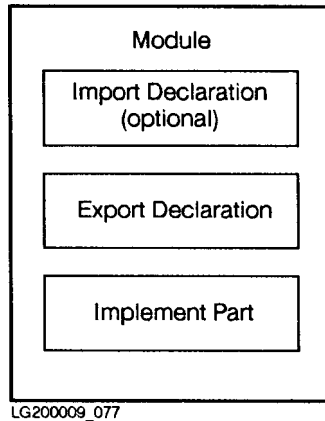 Module
Import Declaration
(optional)
Export Declaration
Implement Part
LG200009_077